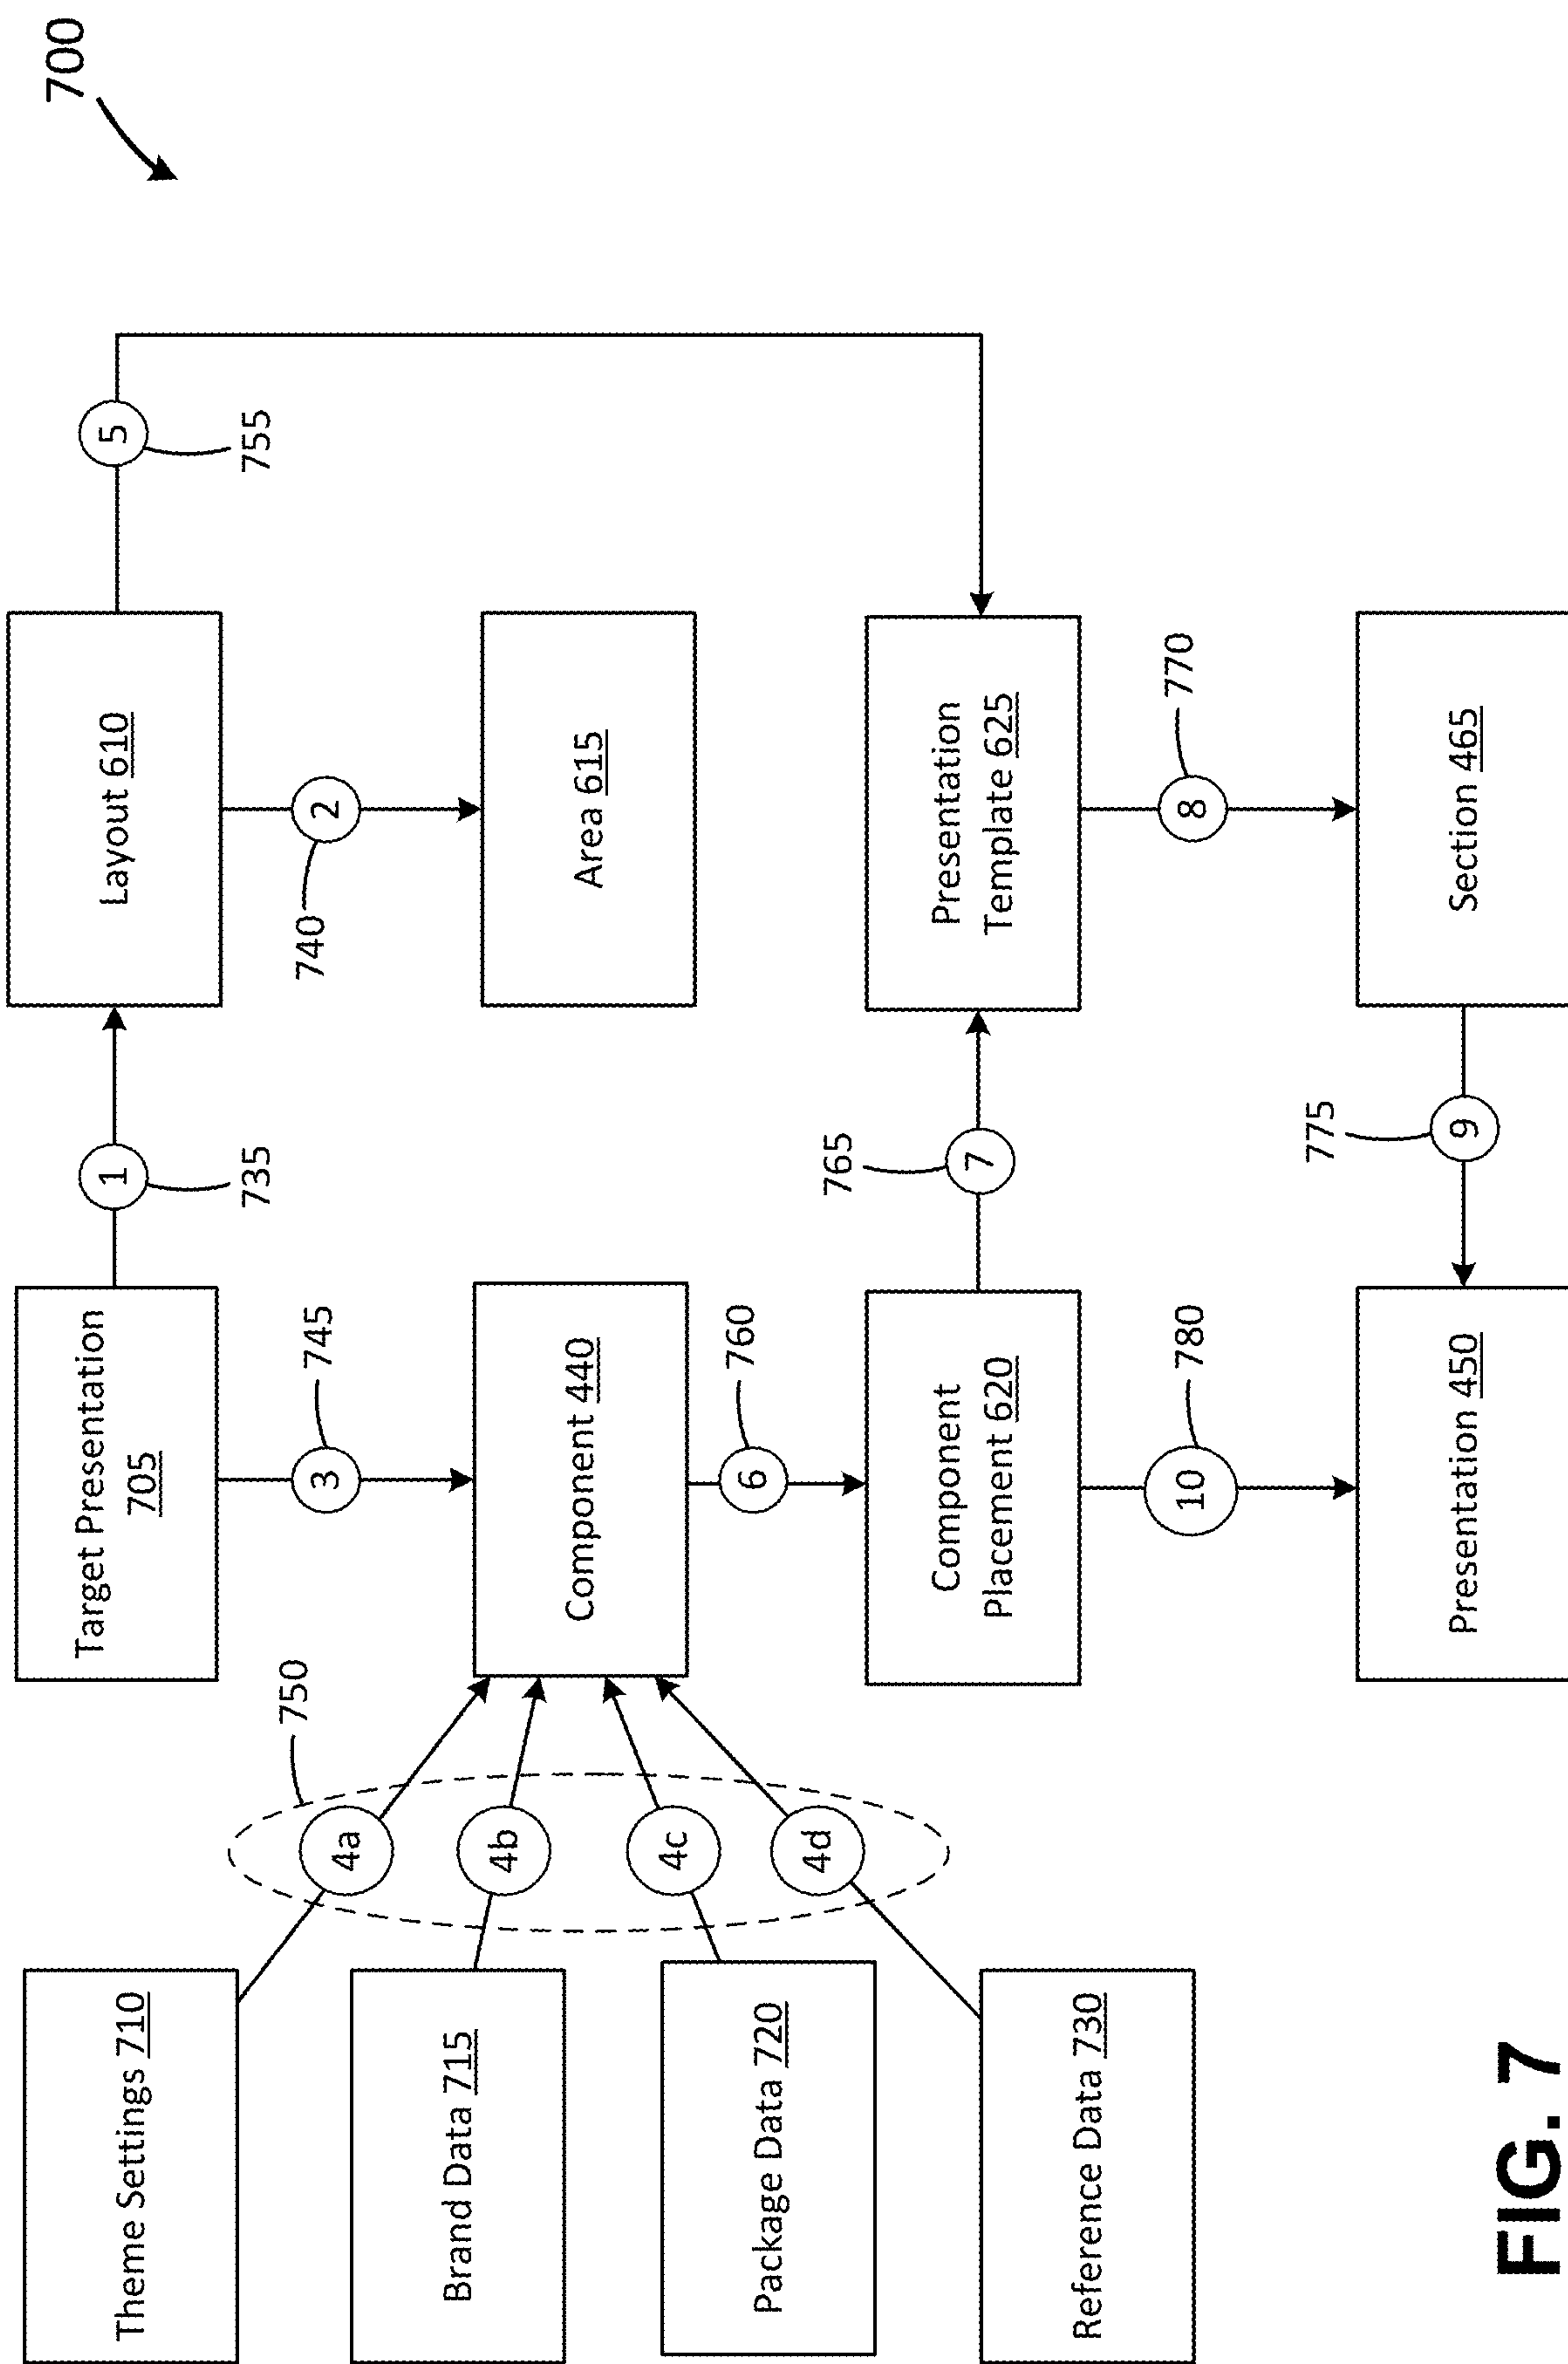 700
Theme Settings 710
Brand Data 715
Package Data 720
Reference Data 730
4a
4b
4c
4d
750
Target Presentation
705
1
735
Layout 610
5
755
3
745
2
740
Component 440
Area 615
6
760
Component
Placement 620
7
765
Presentation
Template 625
10
780
8
770
Presentation 450
9
775
Section 465
FIG. 7